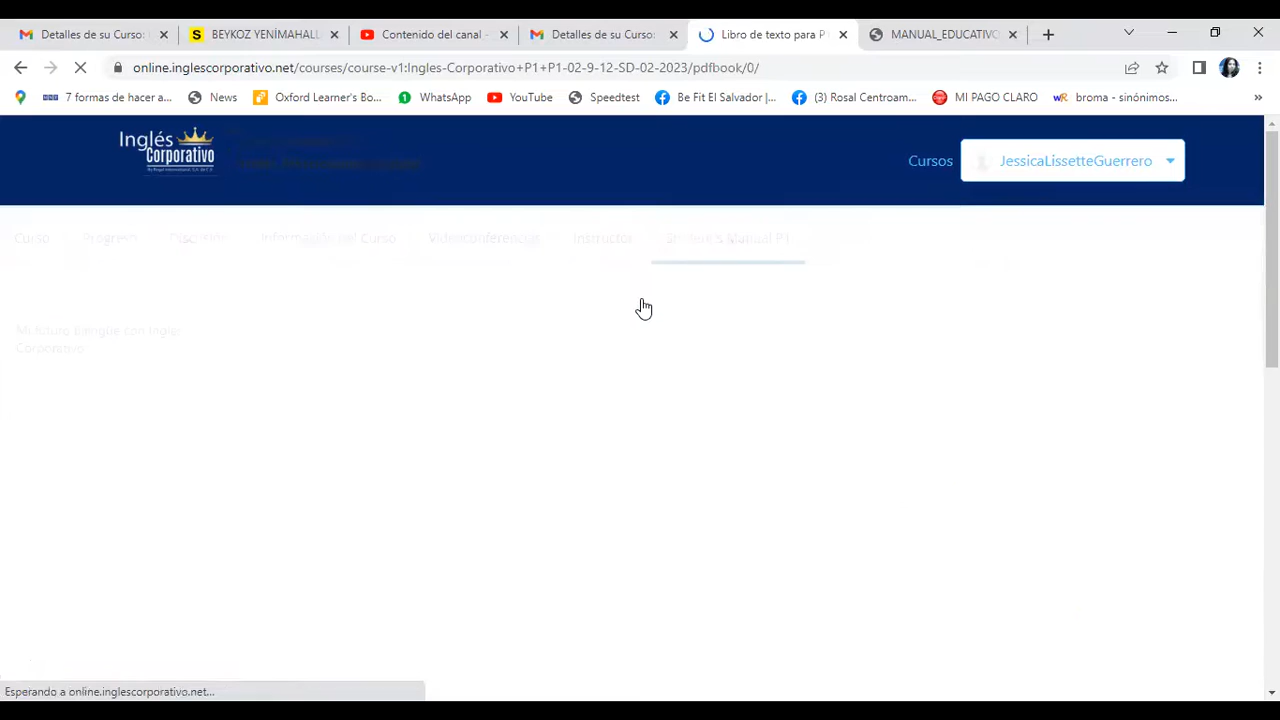 Detalles de su Curso: BEYKOZ YENİMAHALL Contenido del canal - Detalles de su Curso: Libro de texto para P1 MANUAL_EDUCATIVO
online.inglescorporativo.net/courses/course-v1:Ingles-Corporativo+P1+P1-02-9-12-SD-02-2023/pdfbook/0/
7 formas de hacer a... News Oxford Learner's Bo... WhatsApp YouTube Speedtest Be Fit El Salvador |... (3) Rosal Centroam... MI PAGO CLARO broma - sinónimos... »
Inglés
Corporativo
Cursos JessicaLissetteGuerrero
Curso Progreso Discusión Información del Curso Videoconferencias Instructor Manual P1
Mi futuro Bilingüe con Inglés
Corporativo
Esperando a online.inglescorporativo.net...